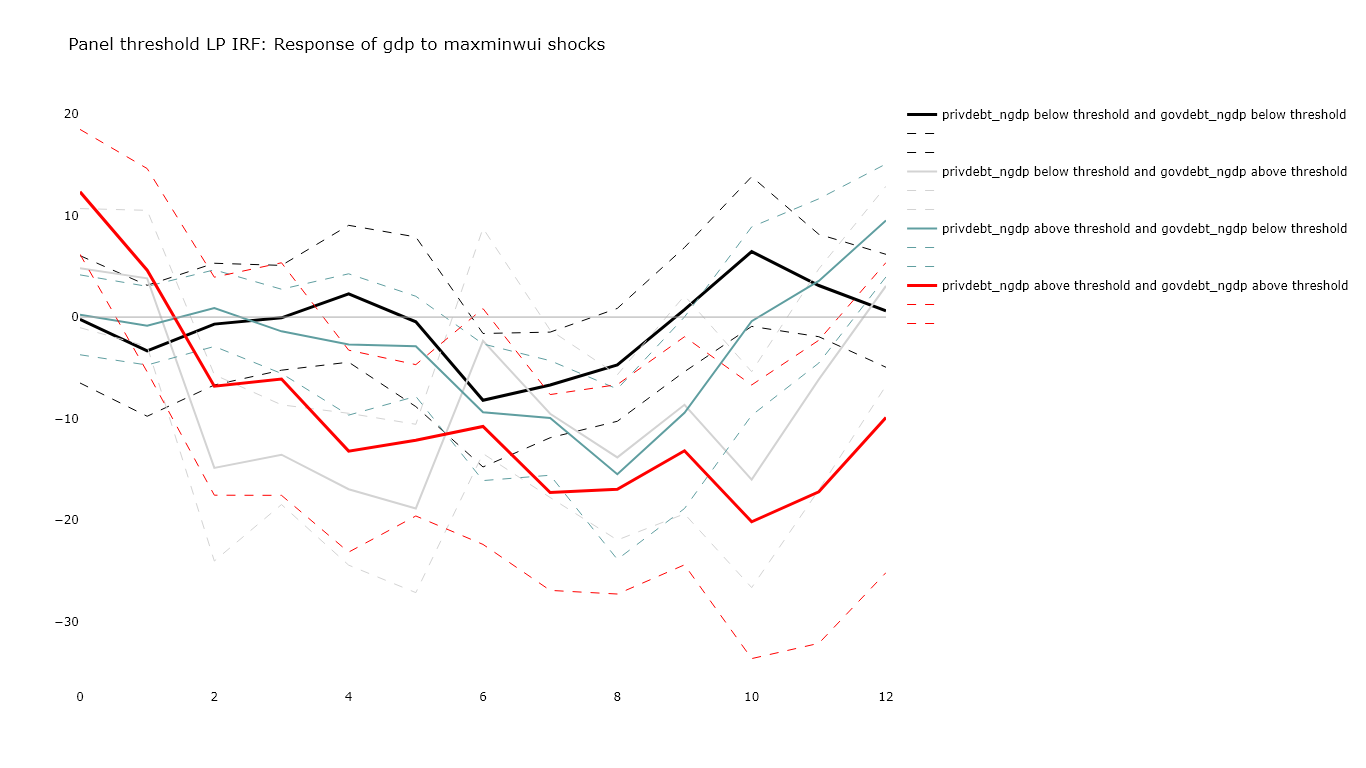 Panel threshold LP IRF: Response of gdp to maxminwui shocks
20
10
0
−10
−20
−30
0 2 4 6 8 10 12
privdebt_ngdp below threshold and govdebt_ngdp below threshold
privdebt_ngdp below threshold and govdebt_ngdp above threshold
privdebt_ngdp above threshold and govdebt_ngdp below threshold
privdebt_ngdp above threshold and govdebt_ngdp above threshold